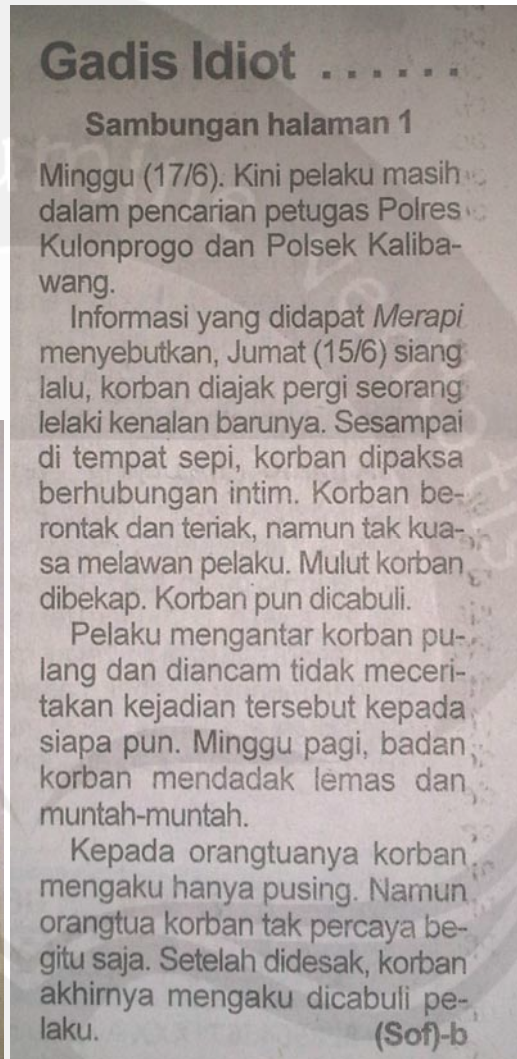 Gadis Idiot ......
Sambungan halaman 1
Minggu (17/6). Kini pelaku masih
dalam pencarian petugas Polres
Kulonprogo dan Polsek Kaliba-
wang.
Informasi yang didapat Merapi
menyebutkan, Jumat (15/6) siang
lalu, korban diajak pergi seorang
lelaki kenalan barunya. Sesampai
di tempat sepi, korban dipaksa
berhubungan intim. Korban be-
rontak dan teriak, namun tak kua-
sa melawan pelaku. Mulut korban
dibekap. Korban pun dicabuli.
Pelaku mengantar korban pu-
lang dan diancam tidak meceri-
takan kejadian tersebut kepada
siapa pun. Minggu pagi, badan
korban mendadak lemas dan
muntah-muntah.
Kepada orangtuanya korban
mengaku hanya pusing. Namun
orangtua korban tak percaya be-
gitu saja. Setelah didesak, korban
akhirnya mengaku dicabuli pe-
laku. (Sof)-b